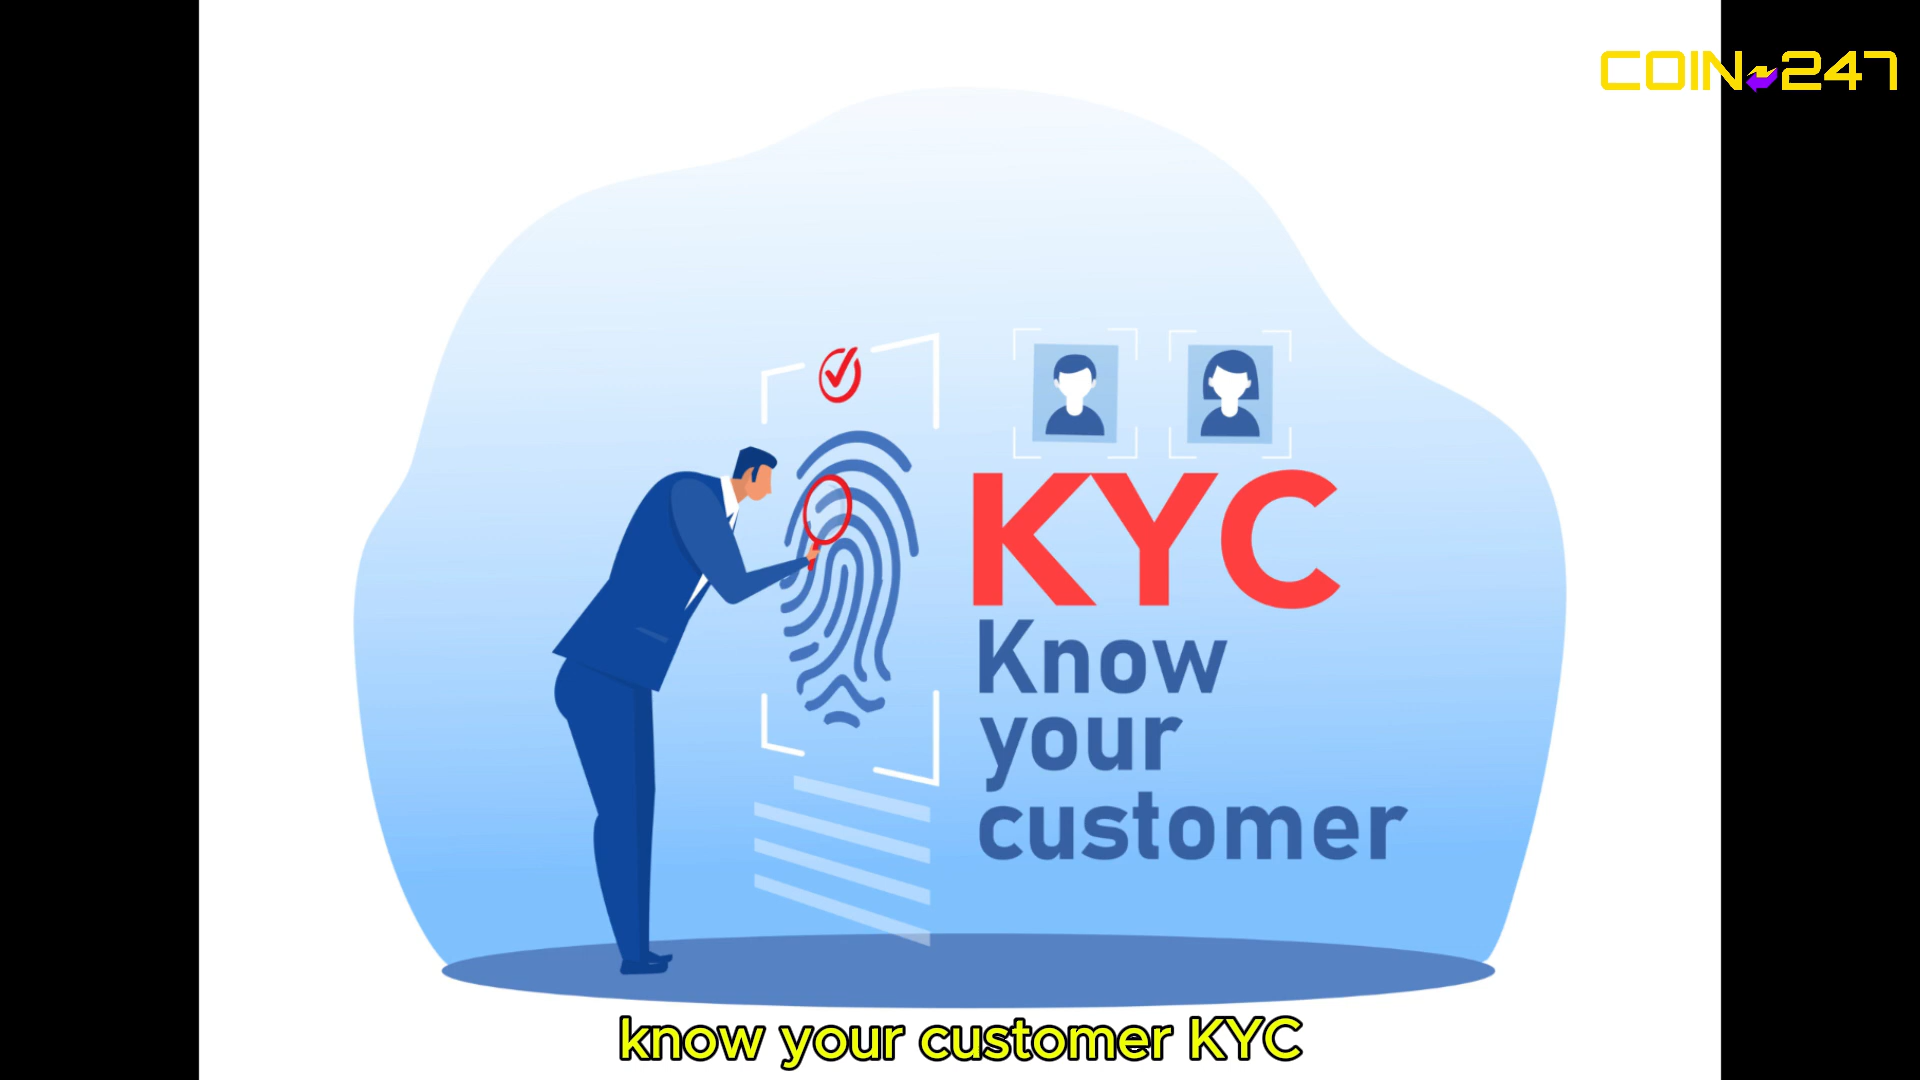 COIN247
KYC
Know
your
customer
know your customer KYC